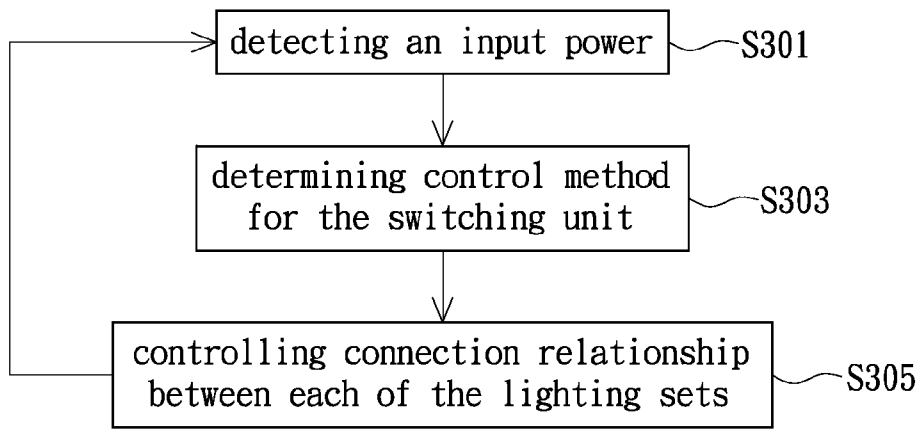 detecting an input power
S301
determining control method
for the switching unit
S303
controlling connection relationship
between each of the lighting sets
S305